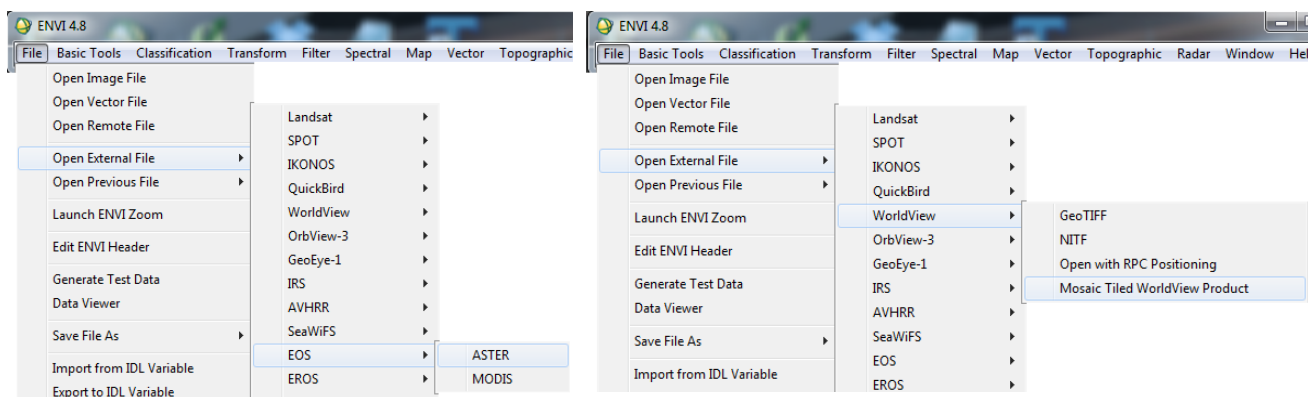 ENVI 4.8
File Basic Tools Classification Transform Filter Spectral Map Vector Topographic
Open Image File
Open Vector File
Open Remote File
Open External File
Open Previous File
Launch ENVI Zoom
Edit ENVI Header
Generate Test Data
Data Viewer
Save File As
Import from IDL Variable
Export to IDL Variable
Landsat
SPOT
IKONOS
QuickBird
WorldView
OrbView-3
GeoEye-1
IRS
AVHRR
SeaWiFS
EOS
EROS
ASTER
MODIS
ENVI 4.8
File Basic Tools Classification Transform Filter Spectral Map Vector Topographic Radar Window Hel
Open Image File
Open Vector File
Open Remote File
Open External File
Open Previous File
Launch ENVI Zoom
Edit ENVI Header
Generate Test Data
Data Viewer
Save File As
Import from IDL Variable
Landsat
SPOT
IKONOS
QuickBird
WorldView
OrbView-3
GeoEye-1
IRS
AVHRR
SeaWiFS
EOS
EROS
GeoTIFF
NITF
Open with RPC Positioning
Mosaic Tiled WorldView Product